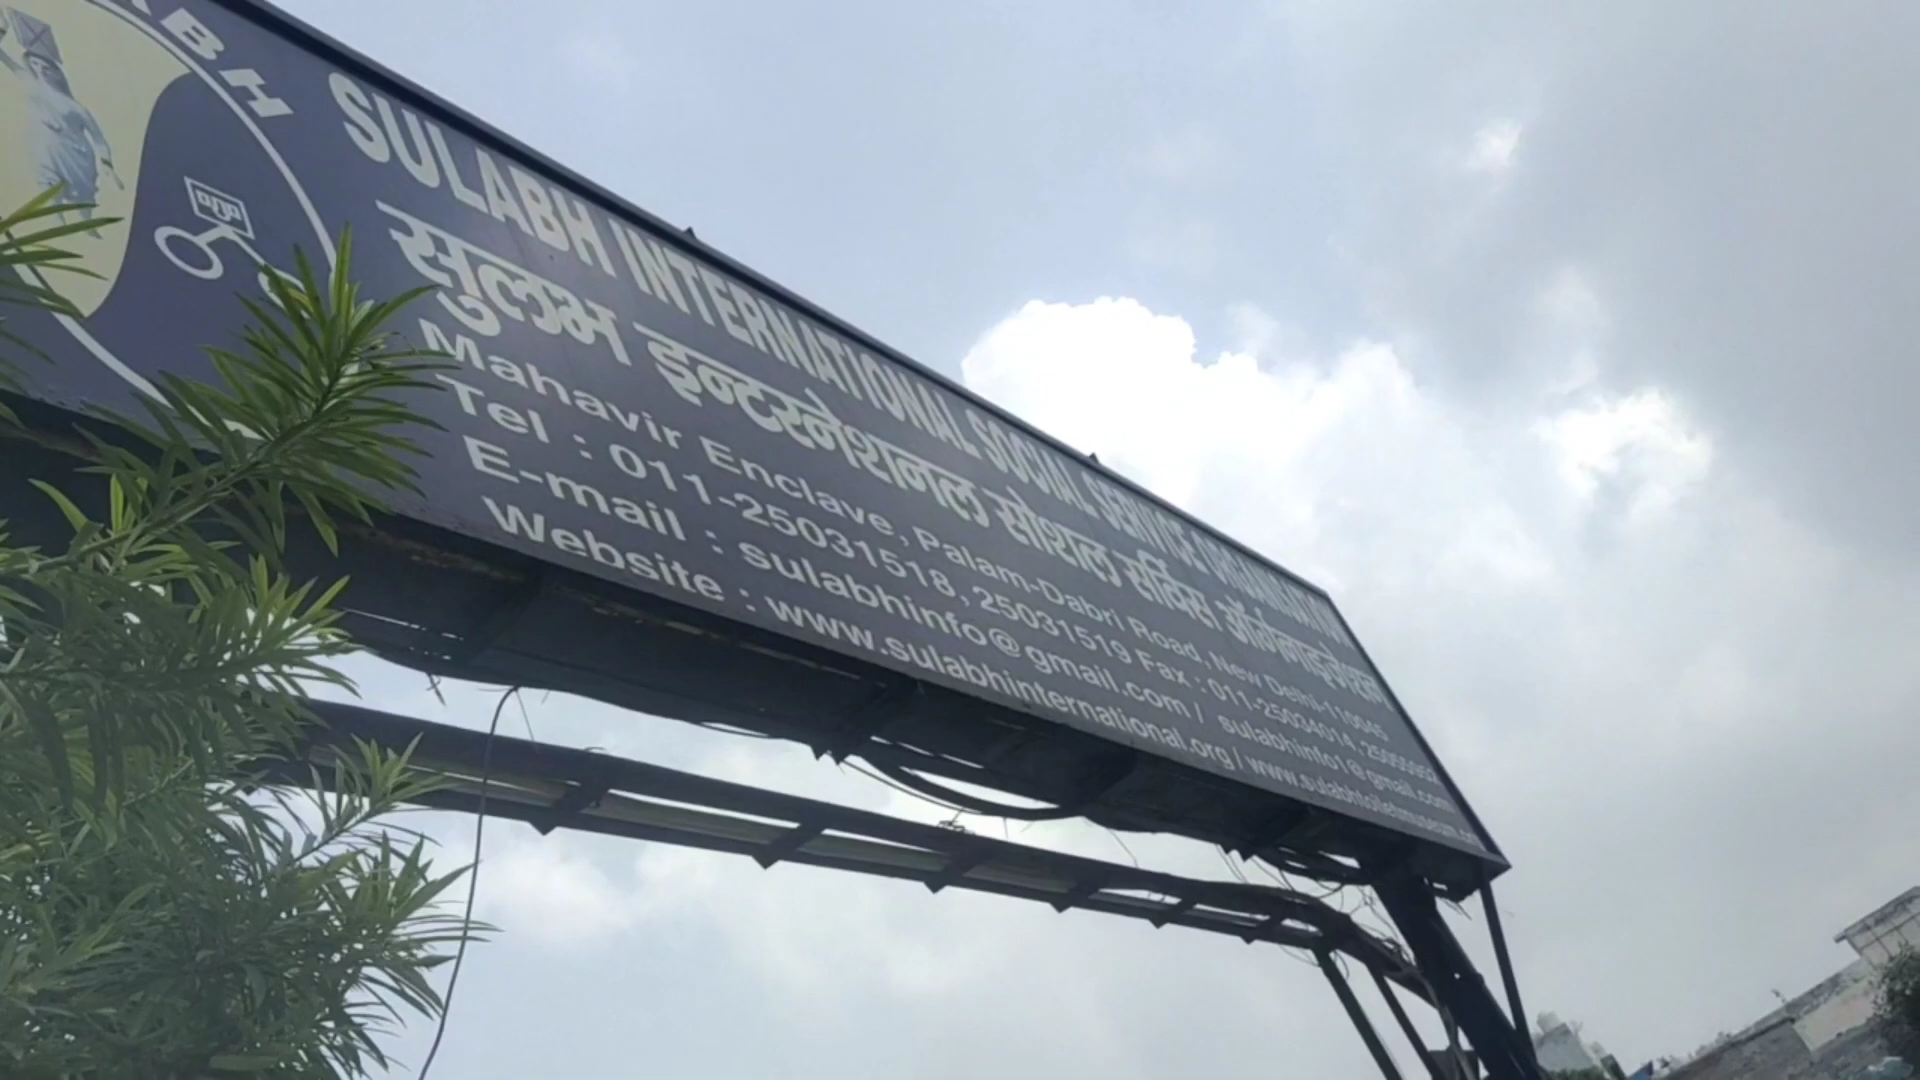 SULABH INTERNATIONAL SOCIAL SERVICE ORGANISATION
सुलभ इन्टरनेशनल सोशल सर्विस ऑर्गेनाइजेशन
Mahavir Enclave, Palam-Dabri Road, New Delhi-110045
Tel : 011-25031518, 25031519 Fax : 011-25034014,
E-mail : sulabhinfo@gmail.com / sulabhinfo1@gmail.com
Website : www.sulabhinternational.org / www.sulabhtoiletmuseum.org